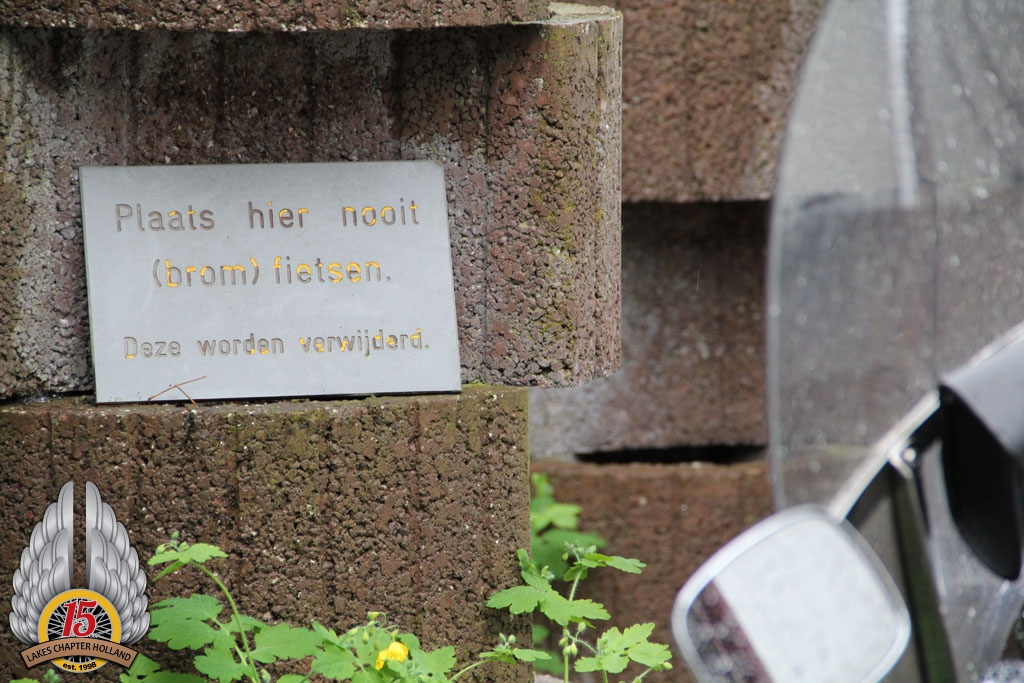 Plaats hier nooit
(brom) fietsen.
Deze worden verwijderd.
15
LAKES CHAPTER HOLLAND
est. 1998